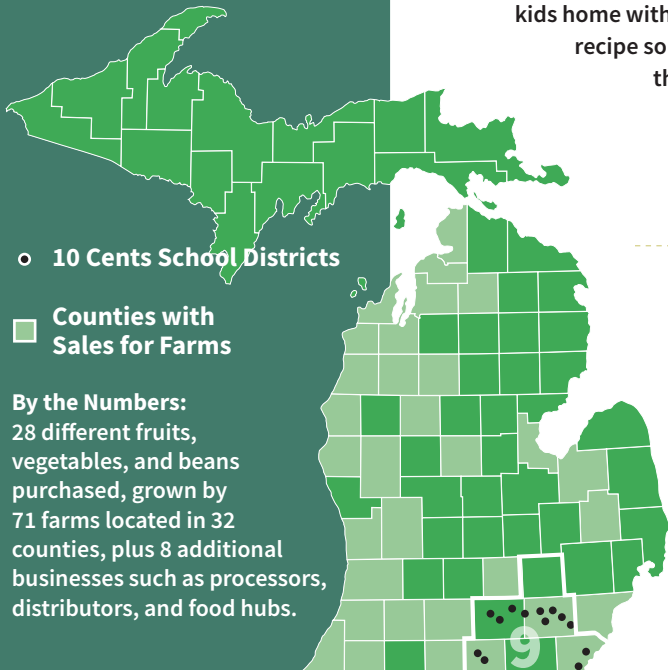 kids home with
recipe so
th
10 Cents School Districts
Counties with
Sales for Farms
By the Numbers:
28 different fruits,
vegetables, and beans
purchased, grown by
71 farms located in 32
counties, plus 8 additional
businesses such as processors,
distributors, and food hubs.
9